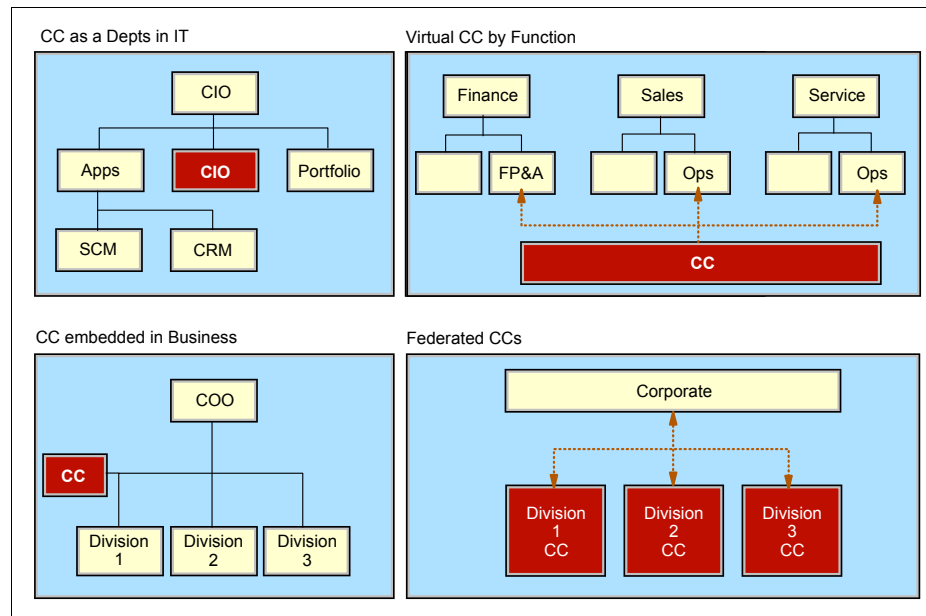 CC as a Depts in IT
CIO
Apps
CIO
Portfolio
SCM
CRM
Virtual CC by Function
Finance
Sales
Service
FP&A
Ops
Ops
CC
CC embedded in Business
COO
CC
Division
1
Division
2
Division
3
Federated CCs
Corporate
Division
1
CC
Division
2
CC
Division
3
CC